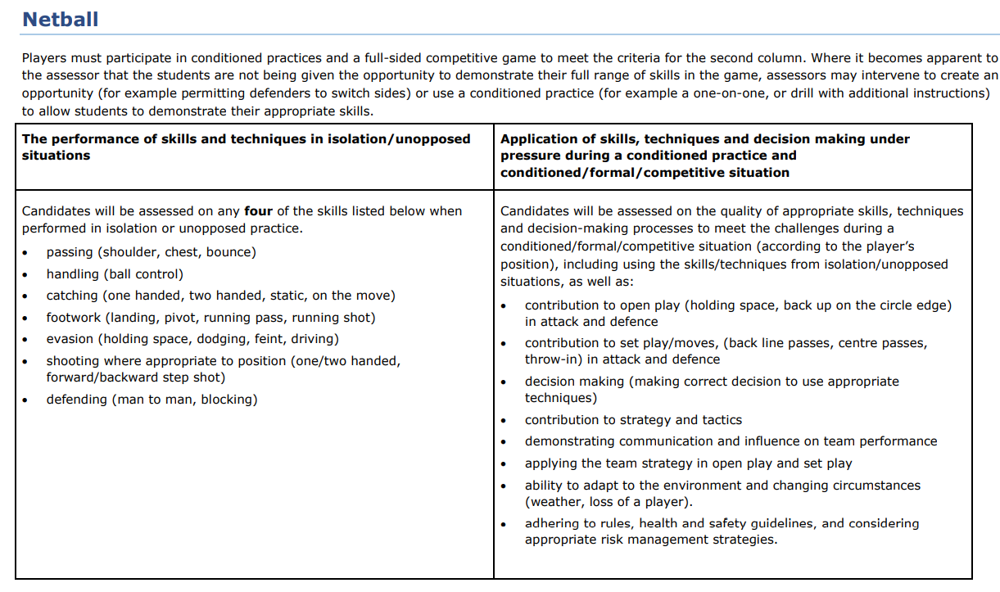 Netball
Players must participate in conditioned practices and a full-sided competitive game to meet the criteria for the second column. Where it becomes apparent to
the assessor that the students are not being given the opportunity to demonstrate their full range of skills in the game, assessors may intervene to create an
opportunity (for example permitting defenders to switch sides) or use a conditioned practice (for example a one-on-one, or drill with additional instructions)
to allow students to demonstrate their appropriate skills.
The performance of skills and techniques in isolation/unopposed
situations
Candidates will be assessed on any four of the skills listed below when
performed in isolation or unopposed practice.
• passing (shoulder, chest, bounce)
• handling (ball control)
• catching (one handed, two handed, static, on the move)
• footwork (landing, pivot, running pass, running shot)
• evasion (holding space, dodging, feint, driving)
• shooting where appropriate to position (one/two handed,
forward/backward step shot)
• defending (man to man, blocking)
Application of skills, techniques and decision making under
pressure during a conditioned practice and
conditioned/formal/competitive situation
Candidates will be assessed on the quality of appropriate skills, techniques
and decision-making processes to meet the challenges during a
conditioned/formal/competitive situation (according to the player's
position), including using the skills/techniques from isolation/unopposed
situations, as well as:
• contribution to open play (holding space, back up on the circle edge)
in attack and defence
• contribution to set play/moves, (back line passes, centre passes,
throw-in) in attack and defence
• decision making (making correct decision to use appropriate
techniques)
• contribution to strategy and tactics
• demonstrating communication and influence on team performance
• applying the team strategy in open play and set play
• ability to adapt to the environment and changing circumstances
(weather, loss of a player).
• adhering to rules, health and safety guidelines, and considering
appropriate risk management strategies.